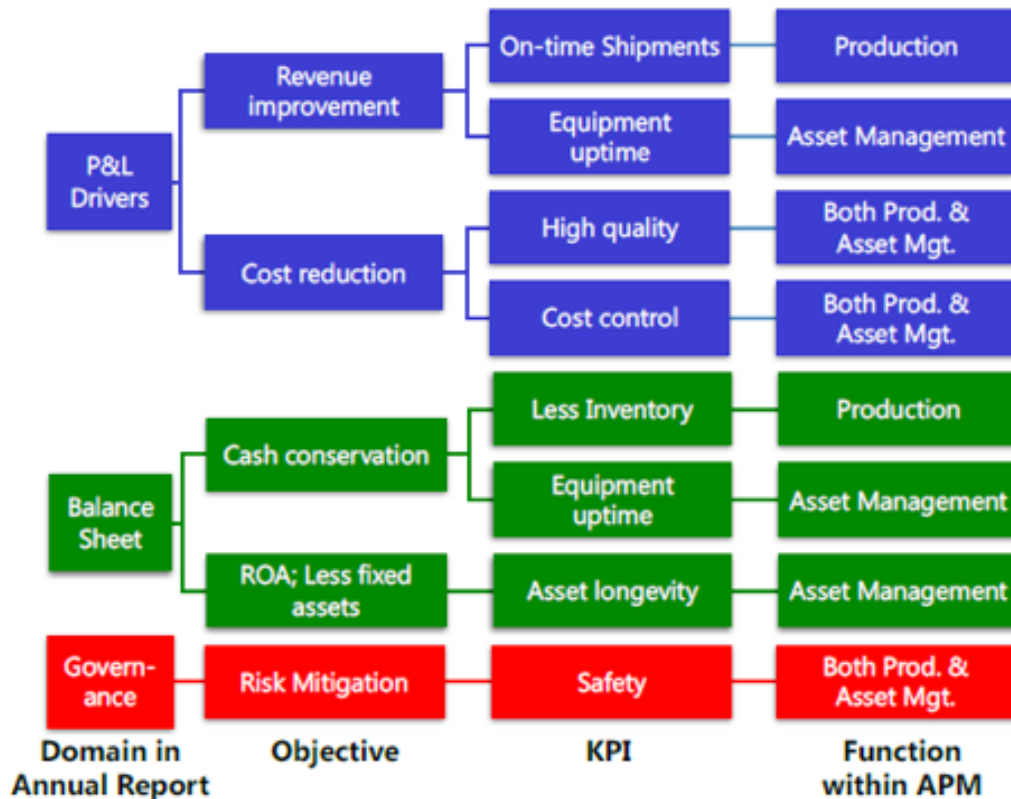 On-time Shipments
Production
Revenue
improvement
Equipment
uptime
Asset Management
P&L
Drivers
High quality
Both Prod. &
Asset Mgt.
Cost reduction
Cost control
Both Prod. &
Asset Mgt.
Less Inventory
Production
Cash conservation
Equipment
uptime
Asset Management
Balance
Sheet
ROA; Less fixed
assets
Asset longevity
Asset Management
Govern-
ance
Risk Mitigation
Safety
Both Prod. &
Asset Mgt.
Domain in
Annual Report
Objective
KPI
Function
within APM